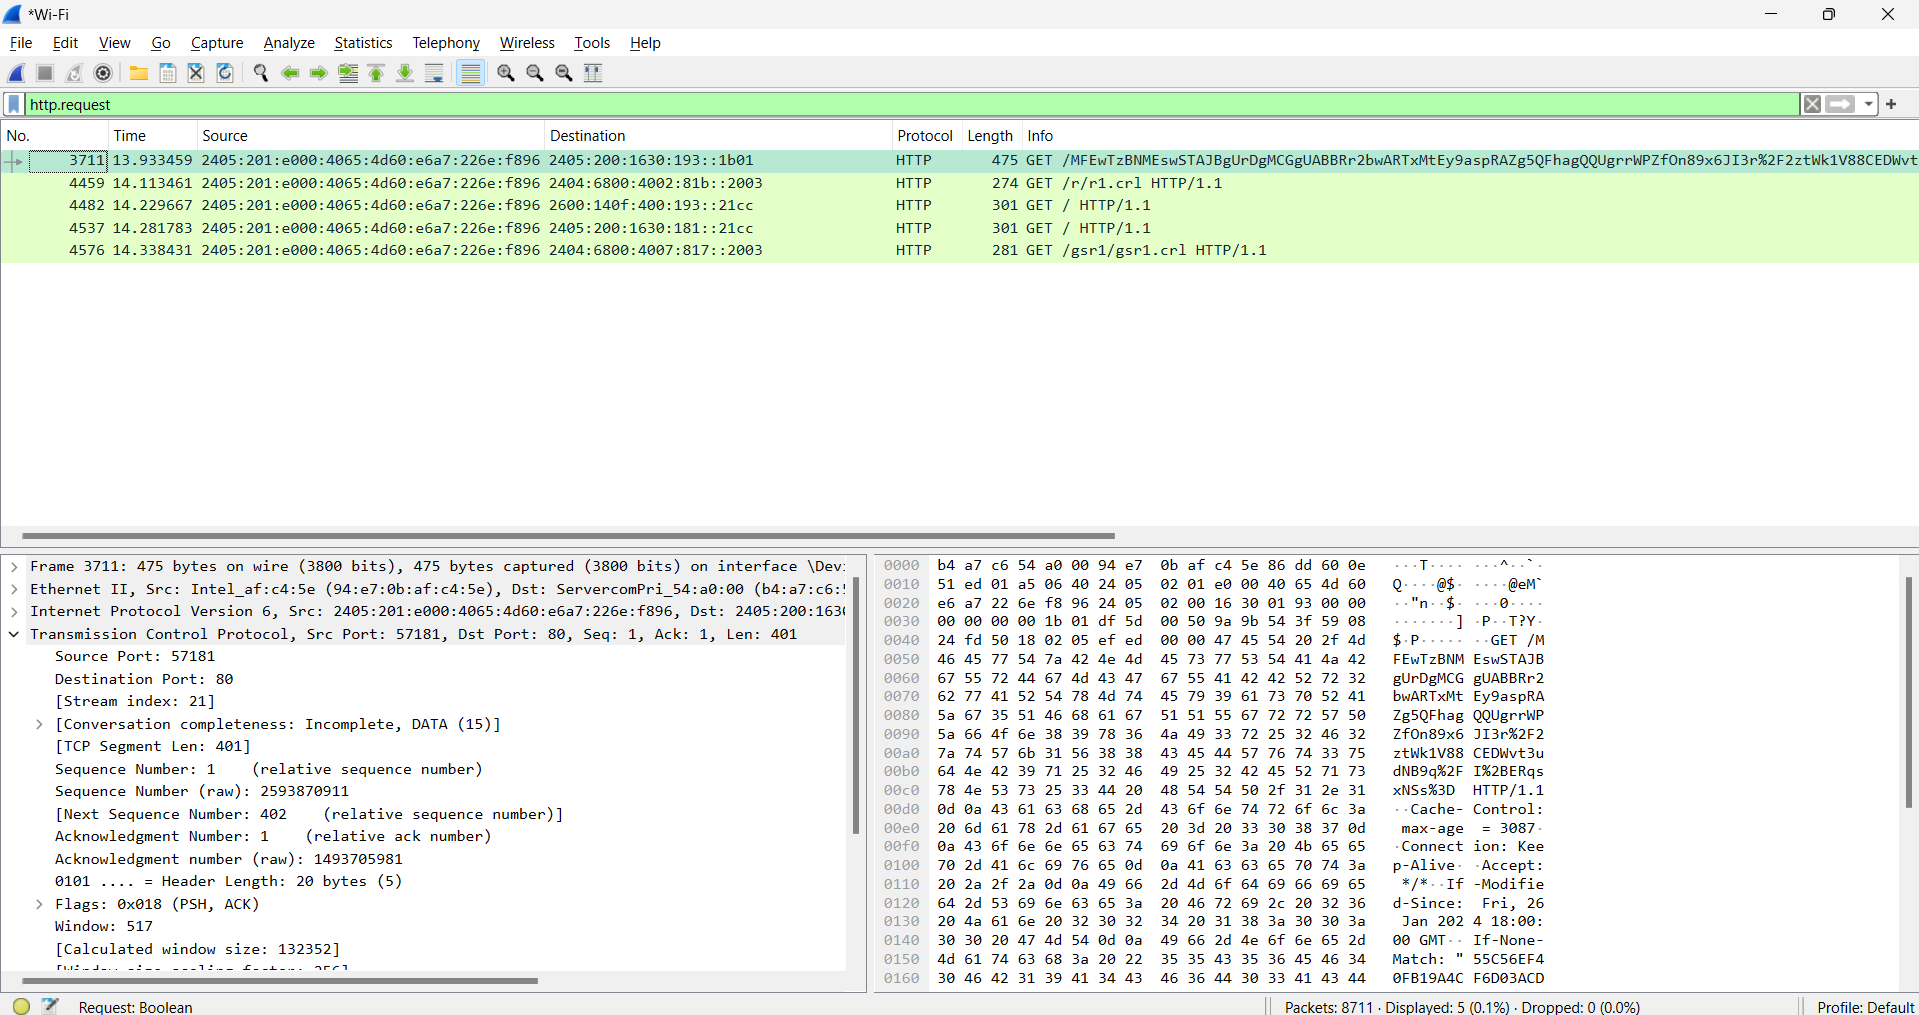 *Wi-Fi
File Edit View Go Capture Analyze Statistics Telephony Wireless Tools Help
http.request
No. Time Source Destination Protocol Length Info
3711 13.933459 2405:201:e000:4065:4d60:e6a7:226e:f896 2405:200:1630:193::1b01 HTTP 475 GET /MFEwTzBNMEswSTAJBgUrDgMCGgUABBRr2bwARTxMtEy9aspRAZg5QFhagQQUgrrWPZfOn89x6JI3r%2F2ztWk1V88CEDWvt
4459 14.113461 2405:201:e000:4065:4d60:e6a7:226e:f896 2404:6800:4002:81b::2003 HTTP 274 GET /r/r1.crl HTTP/1.1
4482 14.229667 2405:201:e000:4065:4d60:e6a7:226e:f896 2600:140f:400:193::21cc HTTP 301 GET / HTTP/1.1
4537 14.281783 2405:201:e000:4065:4d60:e6a7:226e:f896 2405:200:1630:181::21cc HTTP 301 GET / HTTP/1.1
4576 14.338431 2405:201:e000:4065:4d60:e6a7:226e:f896 2404:6800:4007:817::2003 HTTP 281 GET /gsr1/gsr1.crl HTTP/1.1
Frame 3711: 475 bytes on wire (3800 bits), 475 bytes captured (3800 bits) on interface \Devi
Ethernet II, Src: Intel_af:c4:5e (94:e7:0b:af:c4:5e), Dst: ServercomPri_54:a0:00 (b4:a7:c6:5
Internet Protocol Version 6, Src: 2405:201:e000:4065:4d60:e6a7:226e:f896, Dst: 2405:200:1630
Transmission Control Protocol, Src Port: 57181, Dst Port: 80, Seq: 1, Ack: 1, Len: 401
Source Port: 57181
Destination Port: 80
[Stream index: 21]
[Conversation completeness: Incomplete, DATA (15)]
[TCP Segment Len: 401]
Sequence Number: 1 (relative sequence number)
Sequence Number (raw): 2593870911
[Next Sequence Number: 402 (relative sequence number)]
Acknowledgment Number: 1 (relative ack number)
Acknowledgment number (raw): 1493705981
0101 .... = Header Length: 20 bytes (5)
Flags: 0x018 (PSH, ACK)
Window: 517
[Calculated window size: 132352]
[Window size scaling factor: 256]
0000 b4 a7 c6 54 a0 00 94 e7 0b af c4 5e 86 dd 60 0e ···T···· ···^··`·
0010 51 ed 01 a5 06 40 24 05 02 01 e0 00 40 65 4d 60 Q····@$· ····@eM`
0020 e6 a7 22 6e f8 96 24 05 02 00 16 30 01 93 00 00 ··"n··$· ···0····
0030 00 00 00 00 1b 01 df 5d 00 50 9a 9b 54 3f 59 08 ·······] ·P··T?Y·
0040 24 fd 50 18 02 05 ef ed 00 00 47 45 54 20 2f 4d $·P····· ··GET /M
0050 46 45 77 54 7a 42 4e 4d 45 73 77 53 54 41 4a 42 FEwTzBNM EswSTAJB
0060 67 55 72 44 67 4d 43 47 67 55 41 42 42 52 72 32 gUrDgMCG gUABBRr2
0070 62 77 41 52 54 78 4d 74 45 79 39 61 73 70 52 41 bwARTxMt Ey9aspRA
0080 5a 67 35 51 46 68 61 67 51 51 55 67 72 72 57 50 Zg5QFhag QQUgrrWP
0090 5a 66 4f 6e 38 39 78 36 4a 49 33 72 25 32 46 32 ZfOn89x6 JI3r%2F2
00a0 7a 74 57 6b 31 56 38 38 43 45 44 57 76 74 33 75 ztWk1V88 CEDWvt3u
00b0 64 4e 42 39 71 25 32 46 49 25 32 42 45 52 71 73 dNB9q%2F I%2BERqs
00c0 78 4e 53 73 25 33 44 20 48 54 54 50 2f 31 2e 31 xNSs%3D HTTP/1.1
00d0 0d 0a 43 61 63 68 65 2d 43 6f 6e 74 72 6f 6c 3a ··Cache- Control:
00e0 20 6d 61 78 2d 61 67 65 20 3d 20 33 30 38 37 0d max-age = 3087·
00f0 0a 43 6f 6e 6e 65 63 74 69 6f 6e 3a 20 4b 65 65 ·Connect ion: Kee
0100 70 2d 41 6c 69 76 65 0d 0a 41 63 63 65 70 74 3a p-Alive· ·Accept:
0110 20 2a 2f 2a 0d 0a 49 66 2d 4d 6f 64 69 66 69 65 */*··If -Modifie
0120 64 2d 53 69 6e 63 65 3a 20 46 72 69 2c 20 32 36 d-Since: Fri, 26
0130 20 4a 61 6e 20 32 30 32 34 20 31 38 3a 30 30 3a Jan 202 4 18:00:
0140 30 30 20 47 4d 54 0d 0a 49 66 2d 4e 6f 6e 65 2d 00 GMT·· If-None-
0150 4d 61 74 63 68 3a 20 22 35 35 43 35 36 45 46 34 Match: " 55C56EF4
0160 30 46 42 31 39 41 34 43 46 36 44 30 33 41 43 44 0FB19A4C F6D03ACD
Request: Boolean
Packets: 8711 · Displayed: 5 (0.1%) · Dropped: 0 (0.0%)
Profile: Default